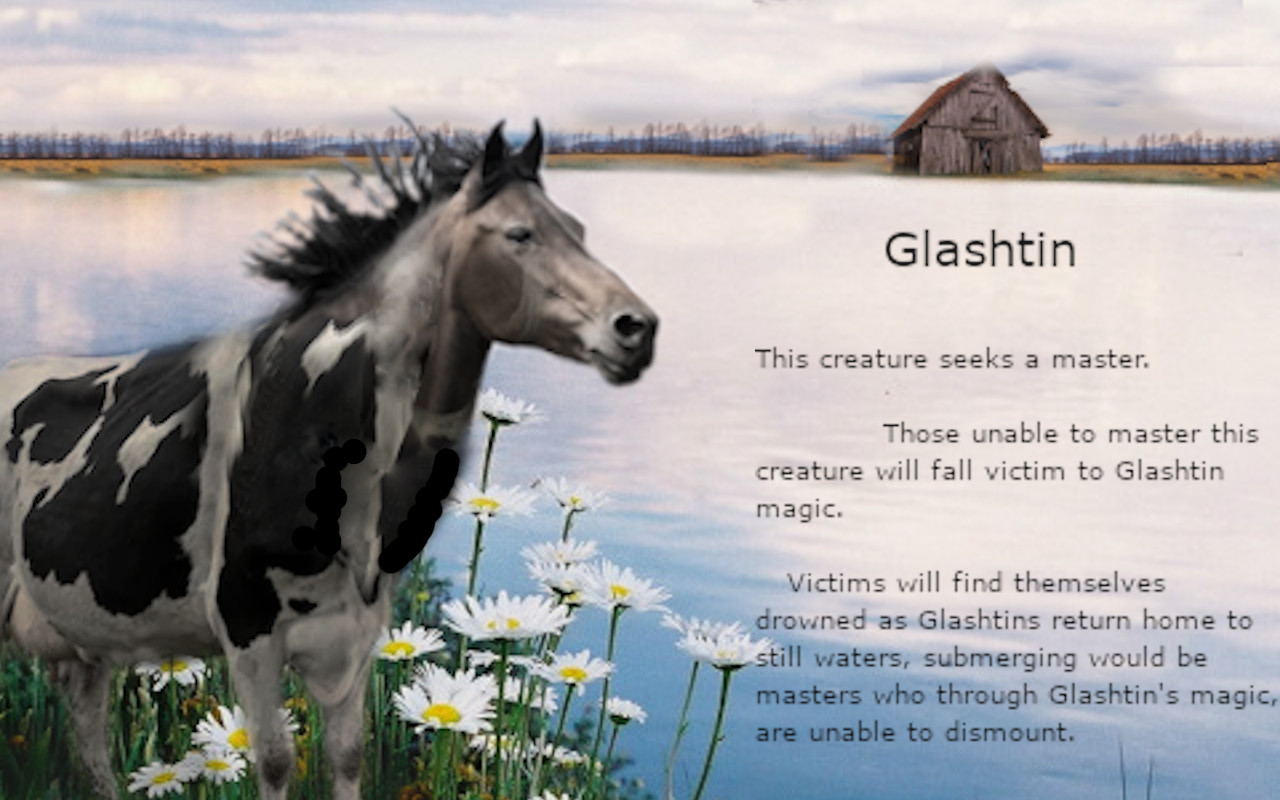 Glashtin
This creature seeks a master.
Those unable to master this
creature will fall victim to Glashtin
magic.
Victims will find themselves
drowned as Glashtins return home to
still waters, submerging would be
masters who through Glashtin's magic,
are unable to dismount.